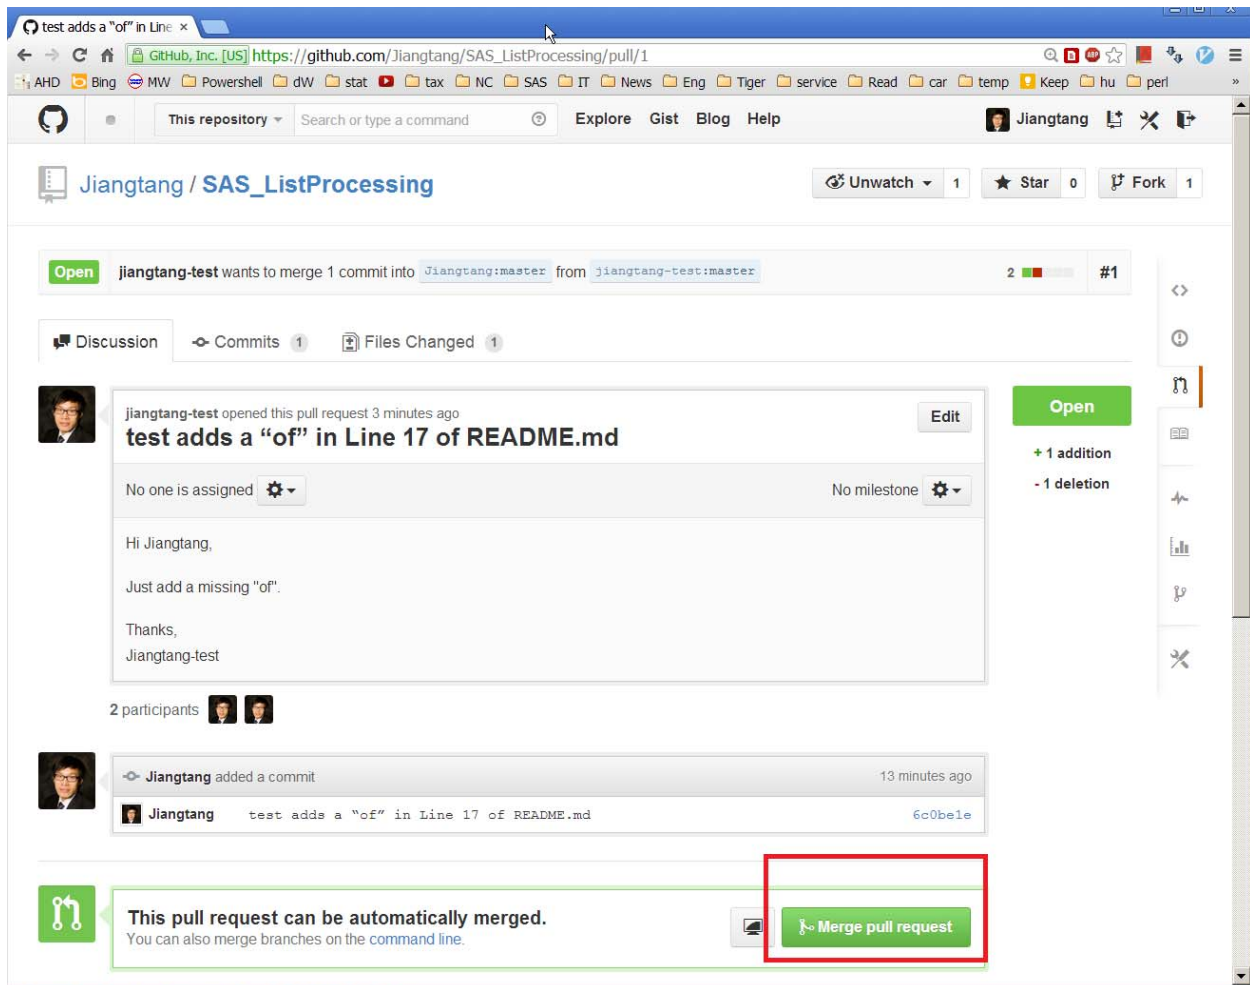 test adds a "of" in Line ×
GitHub, Inc. [US] https://github.com/Jiangtang/SAS_ListProcessing/pull/1
AHD Bing MW Powershell dW stat tax NC SAS IT News Eng Tiger service Read car temp Keep hu perl »
This repository Search or type a command Explore Gist Blog Help Jiangtang
Jiangtang / SAS_ListProcessing Unwatch 1 Star 0 Fork 1
Open jiangtang-test wants to merge 1 commit into Jiangtang:master from jiangtang-test:master 2 #1
Discussion Commits 1 Files Changed 1
jiangtang-test opened this pull request 3 minutes ago
test adds a “of” in Line 17 of README.md
Edit
Open
+ 1 addition
- 1 deletion
No one is assigned No milestone
Hi Jiangtang,
Just add a missing "of".
Thanks,
Jiangtang-test
2 participants
Jiangtang added a commit 13 minutes ago
Jiangtang test adds a “of” in Line 17 of README.md 6c0be1e
This pull request can be automatically merged.
You can also merge branches on the command line.
Merge pull request